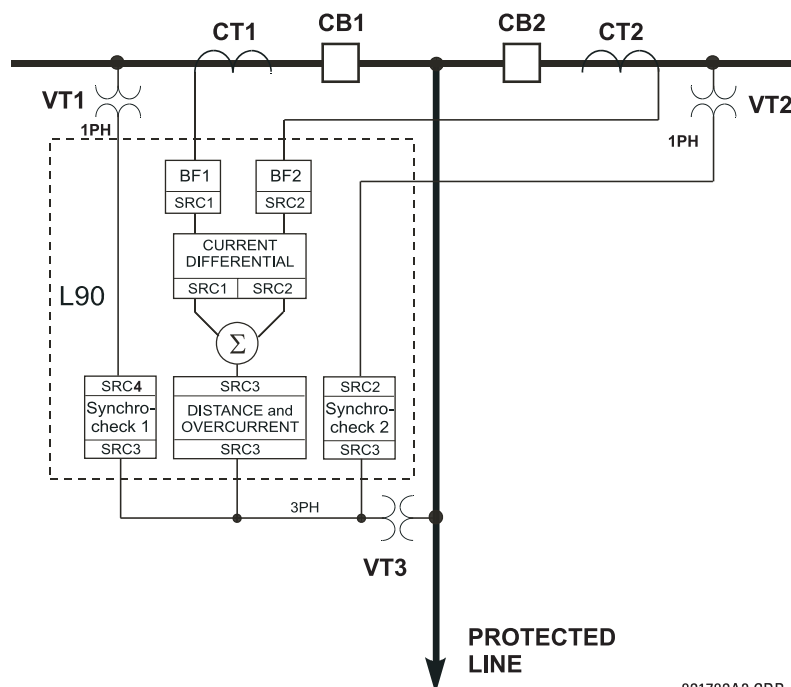 CT1
CB1
CB2
CT2
VT1
VT2
1PH
1PH
BF1
BF2
SRC1
SRC2
CURRENT
DIFFERENTIAL
SRC1
SRC2
L90
Σ
SRC4
SRC3
SRC2
Synchro-
check 1
DISTANCE and
OVERCURRENT
Synchro-
check 2
SRC3
SRC3
SRC3
3PH
VT3
PROTECTED
LINE